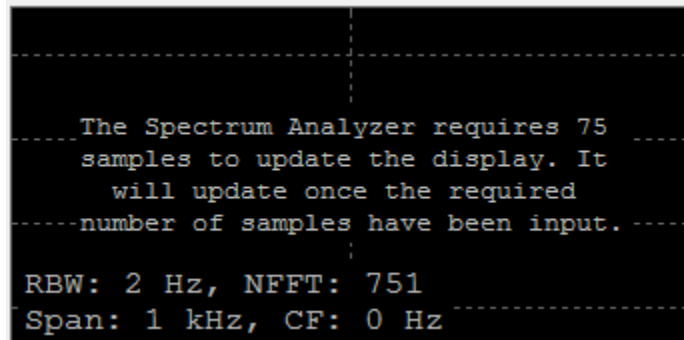 The Spectrum Analyzer requires 75
samples to update the display. It
will update once the required
number of samples have been input.
RBW: 2 Hz, NFFT: 751
Span: 1 kHz, CF: 0 Hz